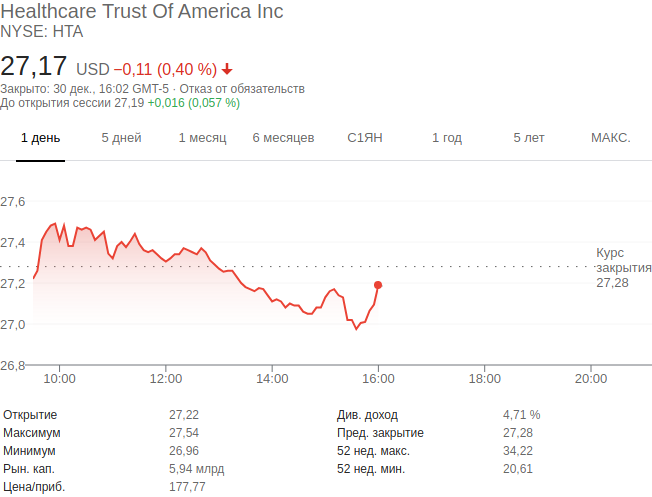 Healthcare Trust Of America Inc
NYSE: HTA
27,17 USD −0,11 (0,40 %)
Закрыто: 30 дек., 16:02 GMT-5 · Отказ от обязательств
До открытия сессии 27,19 +0,016 (0,057 %)
1 день 5 дней 1 месяц 6 месяцев С1ЯН 1 год 5 лет МАКС.
27,6
27,4
Курс
закрытия
27,28
27,2
27,0
26,8
10:00 12:00 14:00 16:00 18:00 20:00
Открытие 27,22 Див. доход 4,71 %
Максимум 27,54 Пред. закрытие 27,28
Минимум 26,96 52 нед. макс. 34,22
Рын. кап. 5,94 млрд 52 нед. мин. 20,61
Цена/приб. 177,77